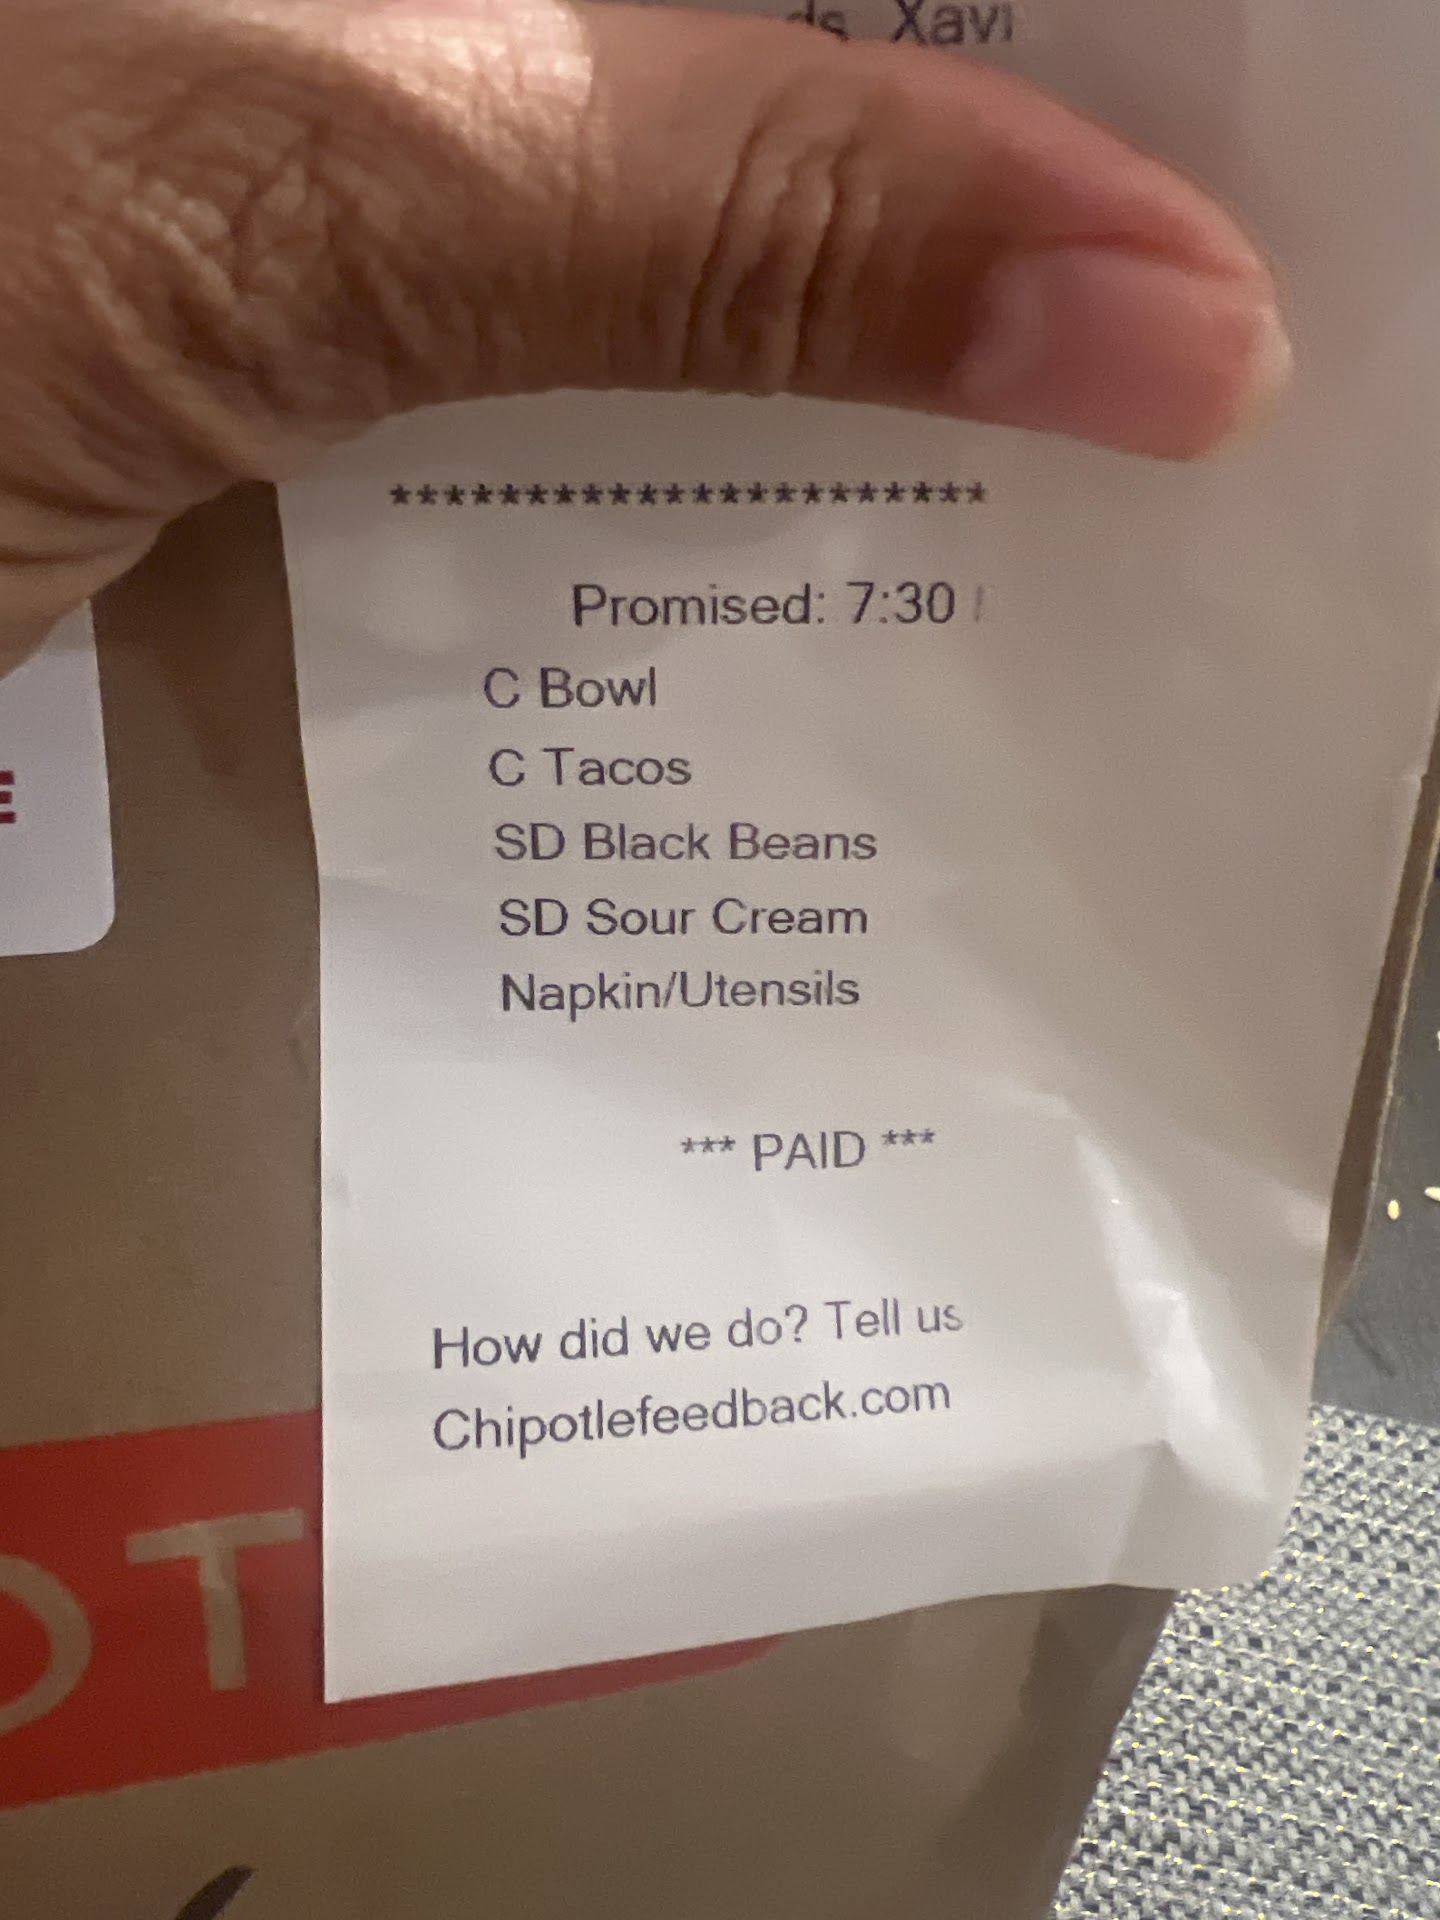 Xavi
***********************
Promised: 7:30
C Bowl
C Tacos
SD Black Beans
SD Sour Cream
Napkin/Utensils
*** PAID ***
How did we do? Tell us
Chipotlefeedback.com
E
OT